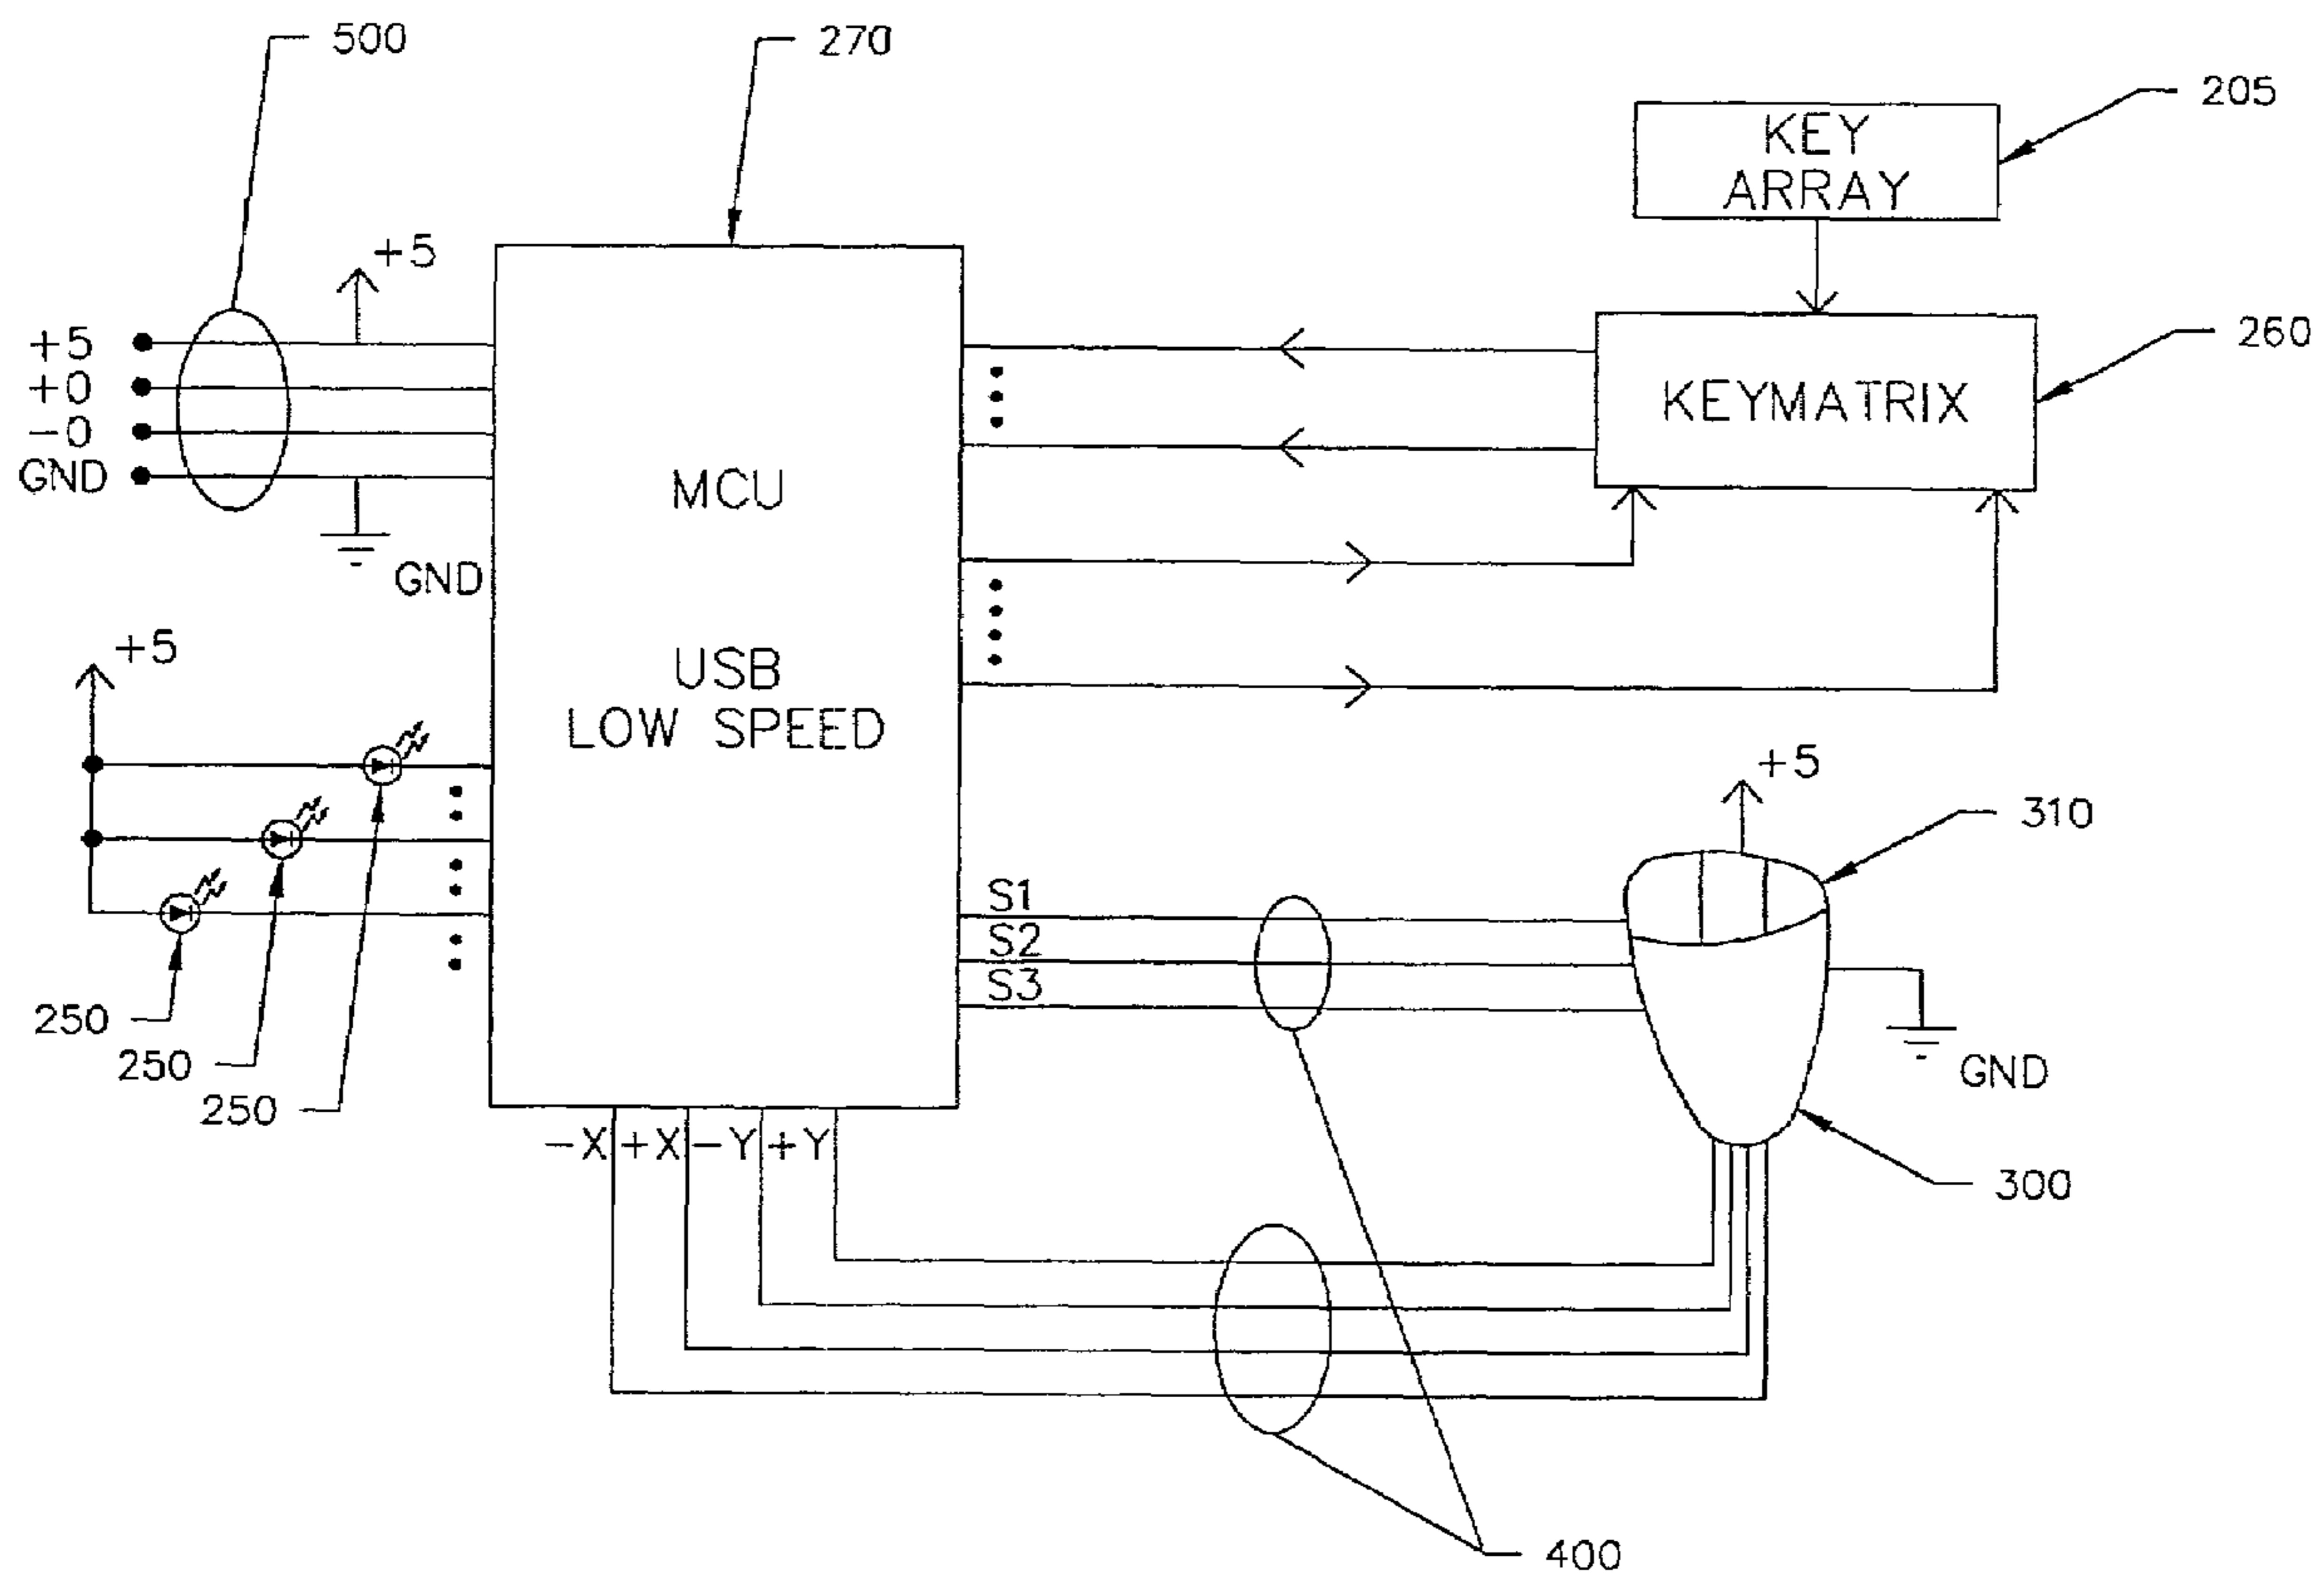 500
270
205
KEY
ARRAY
+5
+5
+0
-0
GND
260
KEYMATRIX
MCU
GND
USB
LOW SPEED
+5
+5
310
S1
S2
S3
250
250
250
GND
-X +X -Y +Y
300
400